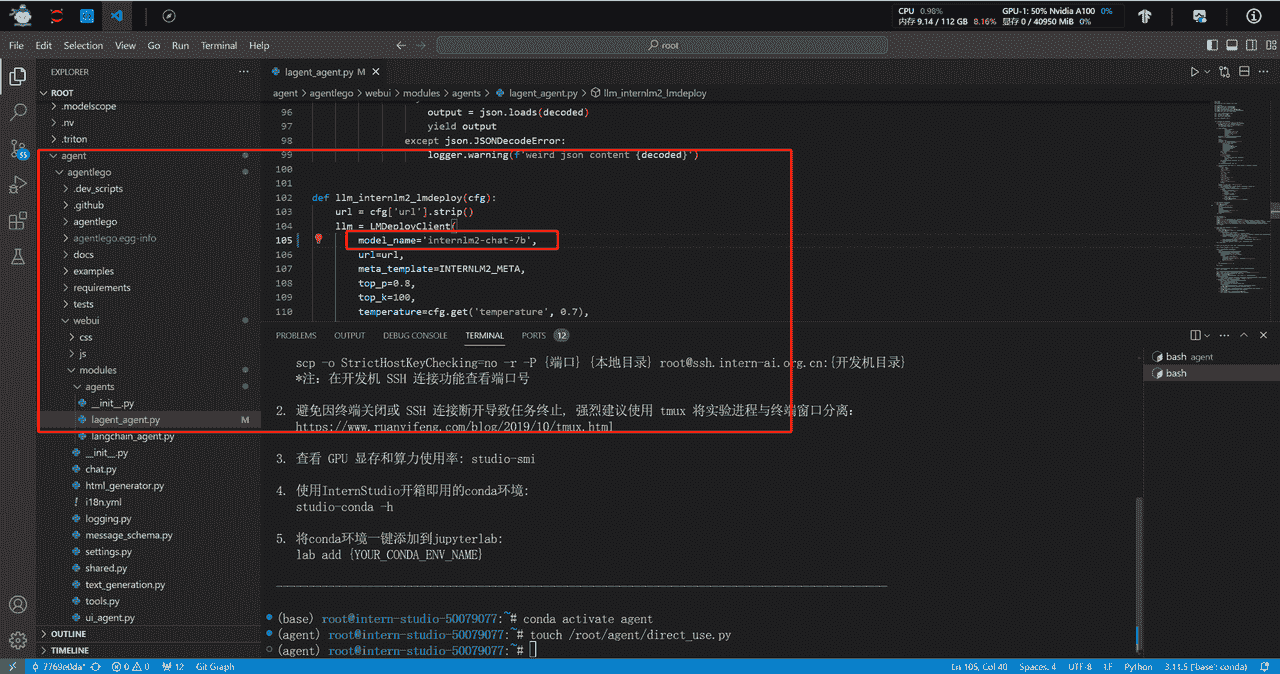 CPU 0.98%
GPU-1: 50% Nvidia A100 0%
内存 9.14 / 112 GB 8.16%
显存 0 / 40950 MiB 0%
File Edit Selection View Go Run Terminal Help
root
EXPLORER
ROOT
.modelscope
.nv
.triton
agent
agentlego
.dev_scripts
.github
agentlego
agentlego.egg-info
docs
examples
requirements
tests
webui
css
js
modules
agents
__init__.py
lagent_agent.py M
langchain_agent.py
__init__.py
chat.py
html_generator.py
i18n.yml
logging.py
message_schema.py
settings.py
shared.py
text_generation.py
tools.py
ui_agent.py
OUTLINE
TIMELINE
lagent_agent.py M
agent > agentlego > webui > modules > agents > lagent_agent.py > llm_internlm2_lmdeploy
96 output = json.loads(decoded)
97 yield output
98 except json.JSONDecodeError:
99 logger.warning(f'weird json content {decoded}')
100
101
102 def llm_internlm2_lmdeploy(cfg):
103 url = cfg['url'].strip()
104 llm = LMDeployClient(
105 model_name='internlm2-chat-7b',
106 url=url,
107 meta_template=INTERNLM2_META,
108 top_p=0.8,
109 top_k=100,
110 temperature=cfg.get('temperature', 0.7),
PROBLEMS OUTPUT DEBUG CONSOLE TERMINAL PORTS 12
scp -o StrictHostKeyChecking=no -r -P {端口} {本地目录} root@ssh.intern-ai.org.cn:{开发机目录}
*注: 在开发机 SSH 连接功能查看端口号
2. 避免因终端关闭或 SSH 连接断开导致任务终止, 强烈建议使用 tmux 将实验进程与终端窗口分离:
https://www.ruanyifeng.com/blog/2019/10/tmux.html
3. 查看 GPU 显存和算力使用率: studio-smi
4. 使用InternStudio开箱即用的conda环境:
studio-conda -h
5. 将conda环境一键添加到jupyterlab:
lab add {YOUR_CONDA_ENV_NAME}
(base) root@intern-studio-50079077:~# conda activate agent
(agent) root@intern-studio-50079077:~# touch /root/agent/direct_use.py
(agent) root@intern-studio-50079077:~#
bash agent
bash
55
7769e0da* 0 0 12 Git Graph
Ln 105, Col 40 Spaces: 4 UTF-8 LF Python 3.11.5 ('base': conda)